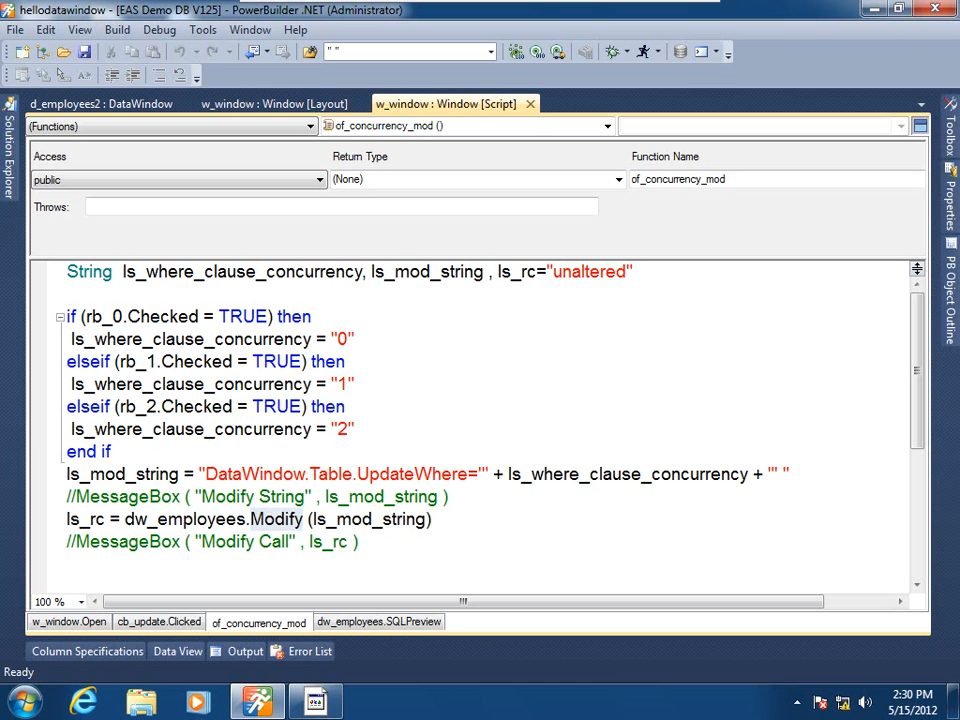 hellodatawindow - [EAS Demo DB V125] - PowerBuilder .NET (Administrator)
File Edit View Build Debug Tools Window Help
" "
d_employees2 : DataWindow w_window : Window [Layout] w_window : Window [Script]
(Functions) of_concurrency_mod ()
Access Return Type Function Name
public (None) of_concurrency_mod
Throws:
String ls_where_clause_concurrency, ls_mod_string , ls_rc="unaltered"
if (rb_0.Checked = TRUE) then
ls_where_clause_concurrency = "0"
elseif (rb_1.Checked = TRUE) then
ls_where_clause_concurrency = "1"
elseif (rb_2.Checked = TRUE) then
ls_where_clause_concurrency = "2"
end if
ls_mod_string = "DataWindow.Table.UpdateWhere='" + ls_where_clause_concurrency + "' "
//MessageBox ( "Modify String" , ls_mod_string )
ls_rc = dw_employees.Modify (ls_mod_string)
//MessageBox ( "Modify Call" , ls_rc )
100 %
w_window.Open cb_update.Clicked of_concurrency_mod dw_employees.SQLPreview
Column Specifications Data View Output Error List
Ready
2:30 PM
5/15/2012
Solution Explorer
Toolbox
Properties
PB Object Outline